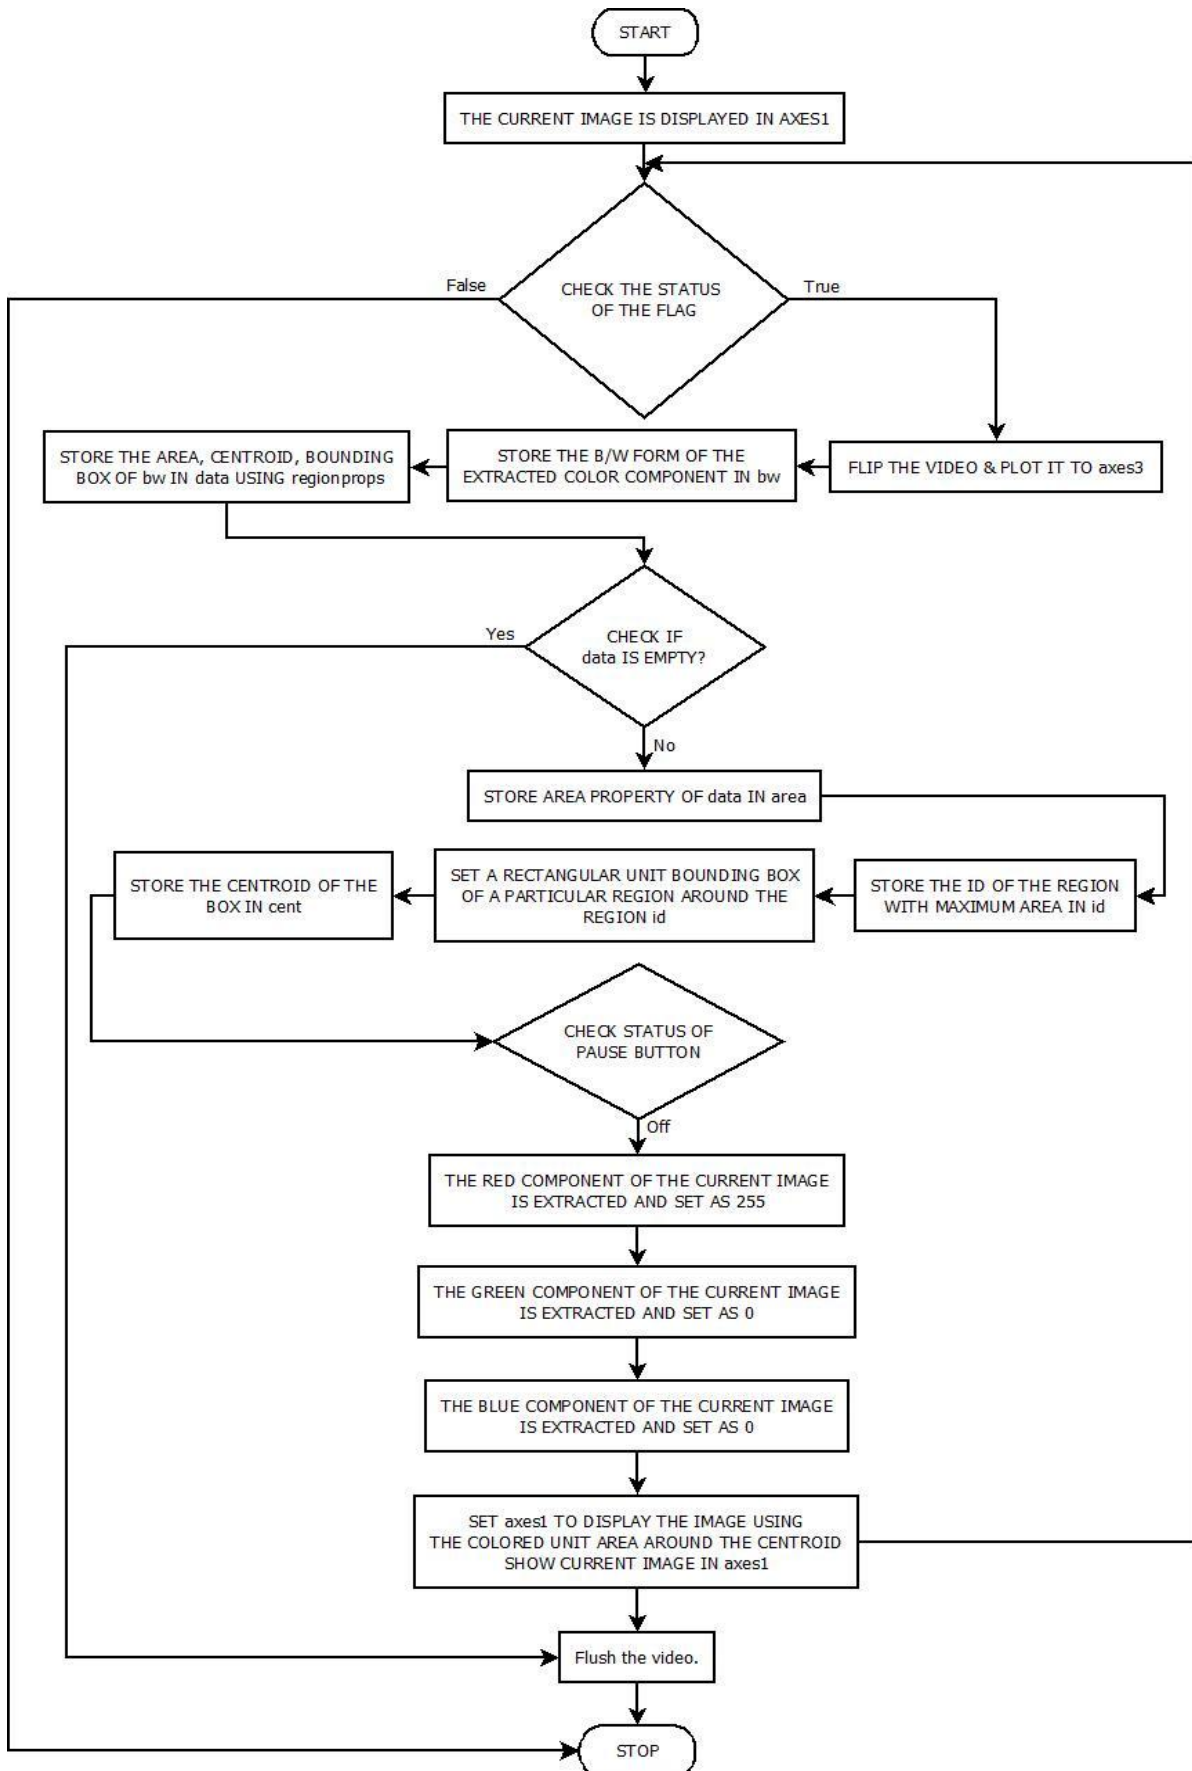 START
THE CURRENT IMAGE IS DISPLAYED IN AXES1
CHECK THE STATUS
OF THE FLAG
False
True
FLIP THE VIDEO & PLOT IT TO axes3
STORE THE B/W FORM OF THE
EXTRACTED COLOR COMPONENT IN bw
STORE THE AREA, CENTROID, BOUNDING
BOX OF bw IN data USING regionprops
CHECK IF
data IS EMPTY?
Yes
No
STORE AREA PROPERTY OF data IN area
STORE THE ID OF THE REGION
WITH MAXIMUM AREA IN id
SET A RECTANGULAR UNIT BOUNDING BOX
OF A PARTICULAR REGION AROUND THE
REGION id
STORE THE CENTROID OF THE
BOX IN cent
CHECK STATUS OF
PAUSE BUTTON
Off
THE RED COMPONENT OF THE CURRENT IMAGE
IS EXTRACTED AND SET AS 255
THE GREEN COMPONENT OF THE CURRENT IMAGE
IS EXTRACTED AND SET AS 0
THE BLUE COMPONENT OF THE CURRENT IMAGE
IS EXTRACTED AND SET AS 0
SET axes1 TO DISPLAY THE IMAGE USING
THE COLORED UNIT AREA AROUND THE CENTROID
SHOW CURRENT IMAGE IN axes1
Flush the video.
STOP